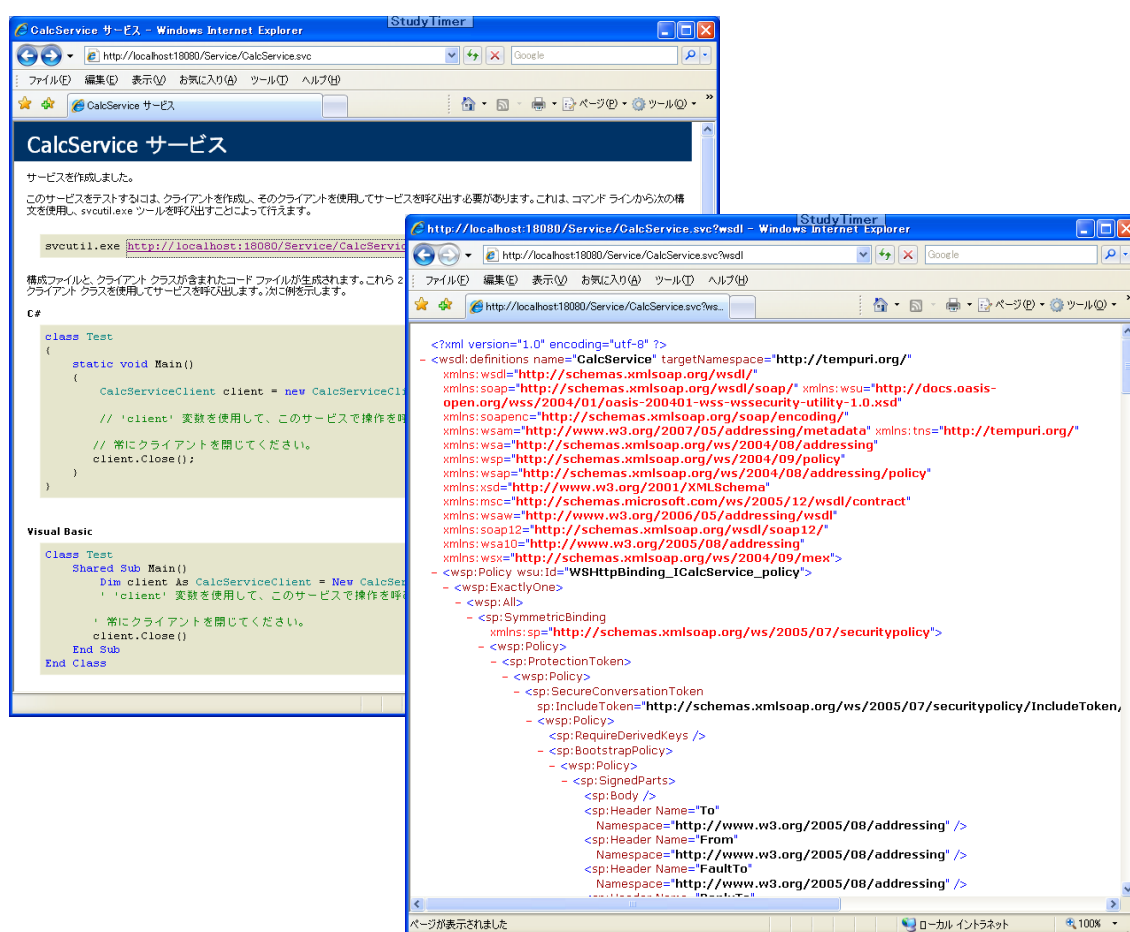 StudyTimer
CalcService サービス - Windows Internet Explorer
http://localhost:18080/Service/CalcService.svc
Google
ファイル(F) 編集(E) 表示(V) お気に入り(A) ツール(T) ヘルプ(H)
CalcService サービス
ページ(P) ツール(O)
CalcService サービス
サービスを作成しました。
このサービスをテストするには、クライアントを作成し、そのクライアントを使用してサービスを呼び出す必要があります。これは、コマンド ラインから次の構
文を使用し、svcutil.exe ツールを呼び出すことによって行えます。
svcutil.exe http://localhost:18080/Service/CalcServic
構成ファイルと、クライアント クラスが含まれたコード ファイルが生成されます。これら 2
クライアント クラスを使用してサービスを呼び出します。次に例を示します。
C#
class Test
{
static void Main()
{
CalcServiceClient client = new CalcServiceCli
// 'client' 変数を使用して、このサービスで操作を呼
// 常にクライアントを閉じてください。
client.Close();
}
}
Visual Basic
Class Test
Shared Sub Main()
Dim client As CalcServiceClient = New CalcSer
' 'client' 変数を使用して、このサービスで操作を呼び
' 常にクライアントを閉じてください。
client.Close()
End Sub
End Class
StudyTimer
http://localhost:18080/Service/CalcService.svc?wsdl - Windows Internet Explorer
http://localhost:18080/Service/CalcService.svc?wsdl
Google
ファイル(F) 編集(E) 表示(V) お気に入り(A) ツール(T) ヘルプ(H)
http://localhost:18080/Service/CalcService.svc?ws...
ページ(P) ツール(O)
<?xml version="1.0" encoding="utf-8" ?>
- <wsdl:definitions name="CalcService" targetNamespace="http://tempuri.org/"
xmlns:wsdl="http://schemas.xmlsoap.org/wsdl/"
xmlns:soap="http://schemas.xmlsoap.org/wsdl/soap/" xmlns:wsu="http://docs.oasis-
open.org/wss/2004/01/oasis-200401-wss-wssecurity-utility-1.0.xsd"
xmlns:soapenc="http://schemas.xmlsoap.org/soap/encoding/"
xmlns:wsam="http://www.w3.org/2007/05/addressing/metadata" xmlns:tns="http://tempuri.org/"
xmlns:wsa="http://schemas.xmlsoap.org/ws/2004/08/addressing"
xmlns:wsp="http://schemas.xmlsoap.org/ws/2004/09/policy"
xmlns:wsap="http://schemas.xmlsoap.org/ws/2004/08/addressing/policy"
xmlns:xsd="http://www.w3.org/2001/XMLSchema"
xmlns:msc="http://schemas.microsoft.com/ws/2005/12/wsdl/contract"
xmlns:wsaw="http://www.w3.org/2006/05/addressing/wsdl"
xmlns:soap12="http://schemas.xmlsoap.org/wsdl/soap12/"
xmlns:wsa10="http://www.w3.org/2005/08/addressing"
xmlns:wsx="http://schemas.xmlsoap.org/ws/2004/09/mex">
- <wsp:Policy wsu:Id="WSHttpBinding_ICalcService_policy">
- <wsp:ExactlyOne>
- <wsp:All>
- <sp:SymmetricBinding
xmlns:sp="http://schemas.xmlsoap.org/ws/2005/07/securitypolicy">
- <wsp:Policy>
- <sp:ProtectionToken>
- <wsp:Policy>
- <sp:SecureConversationToken
sp:IncludeToken="http://schemas.xmlsoap.org/ws/2005/07/securitypolicy/IncludeToken/
- <wsp:Policy>
<sp:RequireDerivedKeys />
- <sp:BootstrapPolicy>
- <wsp:Policy>
- <sp:SignedParts>
<sp:Body />
<sp:Header Name="To"
Namespace="http://www.w3.org/2005/08/addressing" />
<sp:Header Name="From"
Namespace="http://www.w3.org/2005/08/addressing" />
<sp:Header Name="FaultTo"
Namespace="http://www.w3.org/2005/08/addressing" />
ページが表示されました
ローカル イントラネット 100%